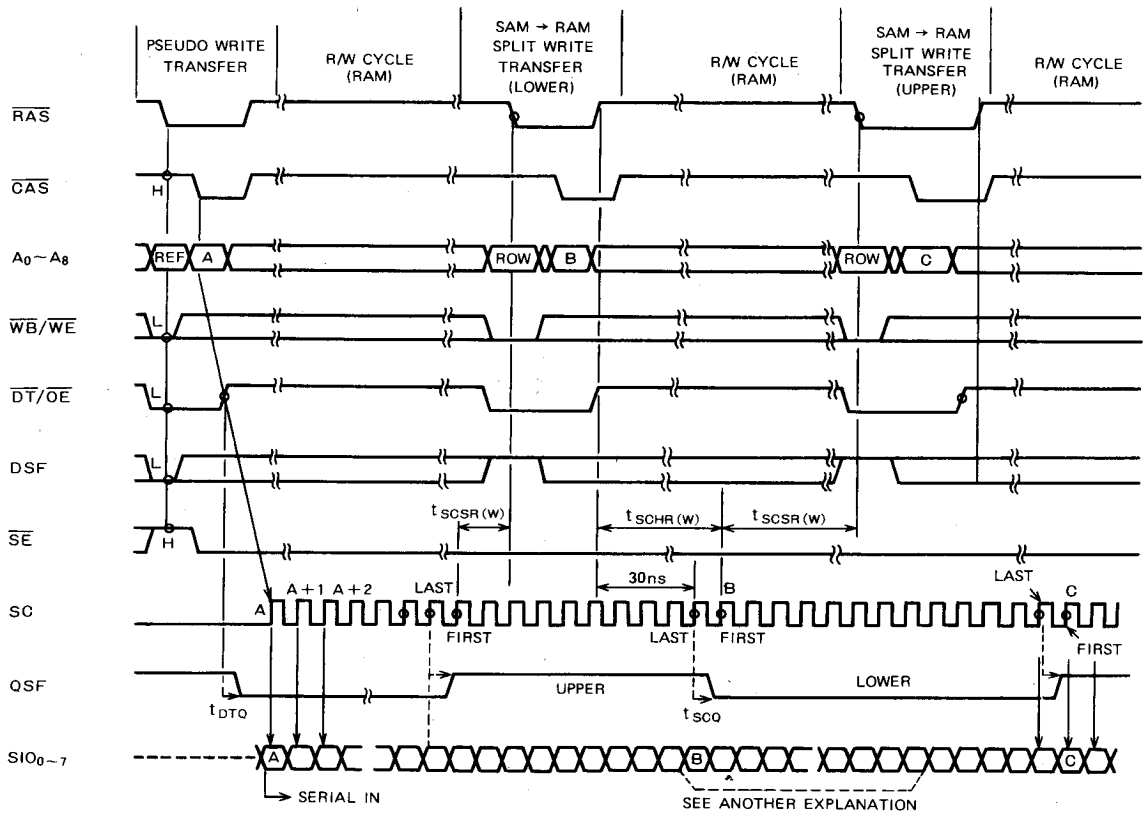 PSEUDO WRITE
TRANSFER
R/W CYCLE
(RAM)
SAM → RAM
SPLIT WRITE
TRANSFER
(LOWER)
R/W CYCLE
(RAM)
SAM → RAM
SPLIT WRITE
TRANSFER
(UPPER)
R/W CYCLE
(RAM)
RAS
CAS
H
A0~A8
REF
A
ROW
B
ROW
C
WB/WE
L
DT/OE
L
DSF
L
tSCSR(W)
tSCHR(W)
tSCSR(W)
SE
H
30ns
SC
A
A+1
A+2
LAST
FIRST
LAST
B
FIRST
LAST
C
FIRST
QSF
tDTQ
UPPER
tSCQ
LOWER
SIO0~7
A
B
C
SERIAL IN
SEE ANOTHER EXPLANATION